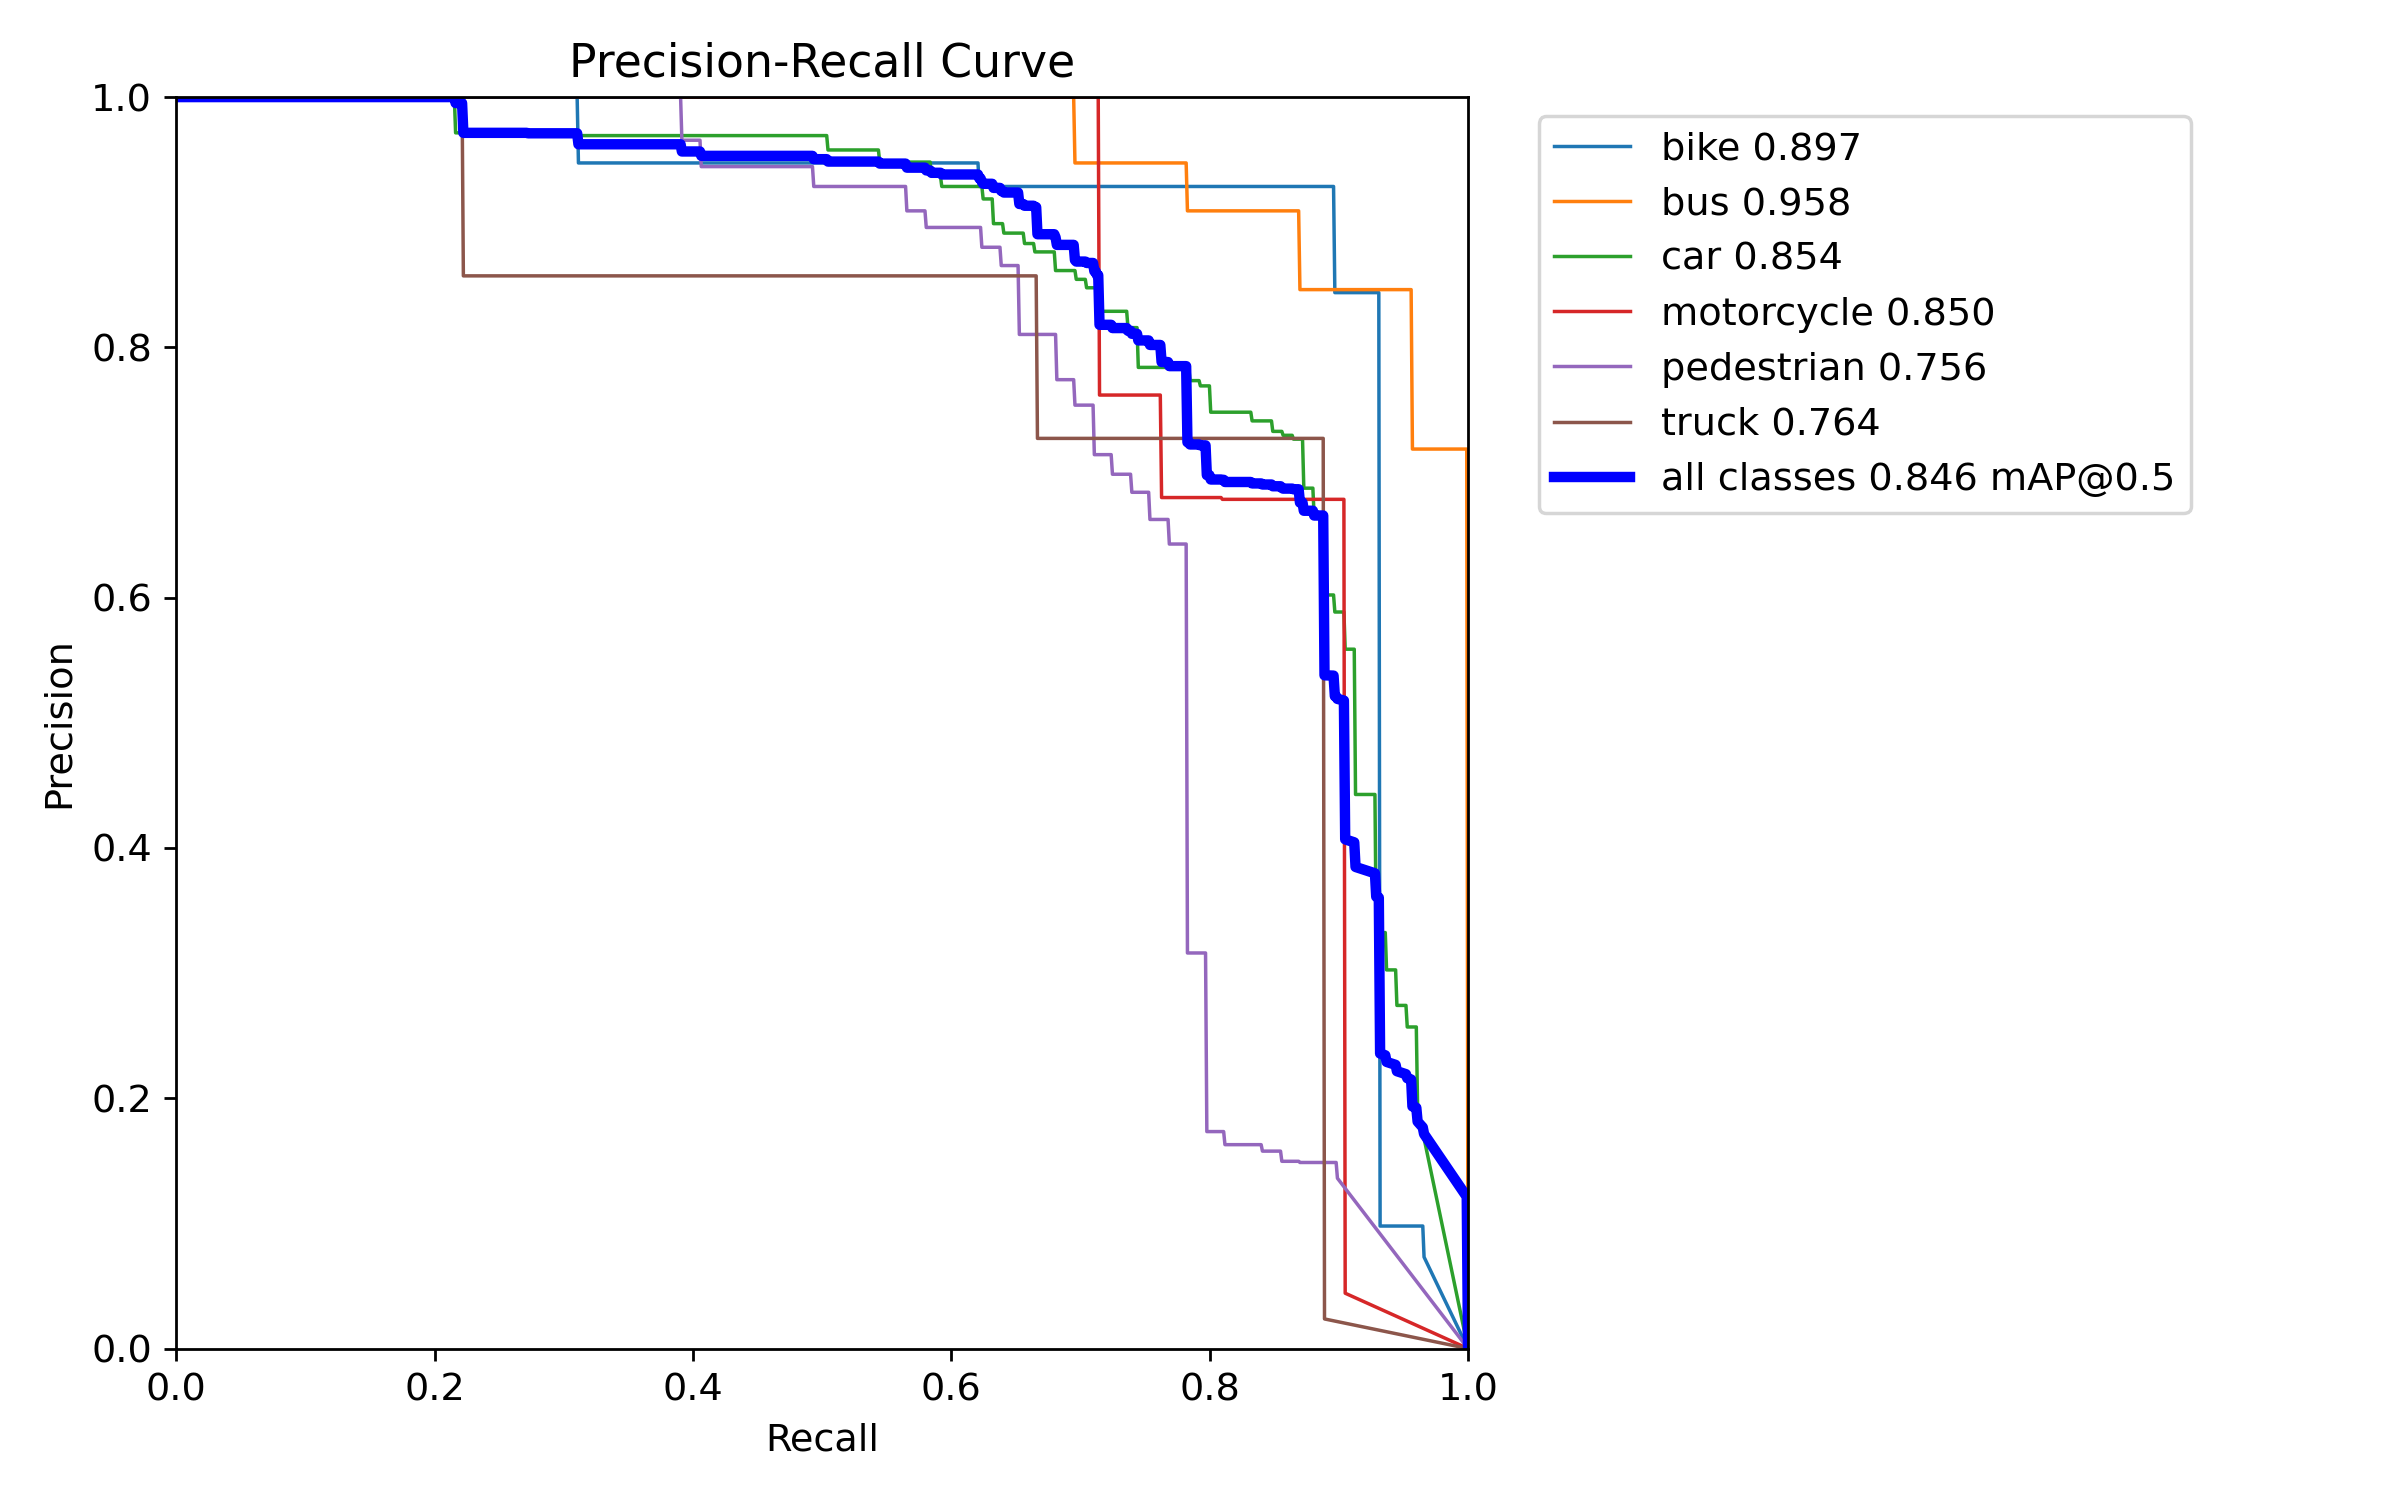 Precision-Recall Curve
1.0
0.8
0.6
0.4
0.2
0.0
Precision
0.0 0.2 0.4 0.6 0.8 1.0
Recall
bike 0.897
bus 0.958
car 0.854
motorcycle 0.850
pedestrian 0.756
truck 0.764
all classes 0.846 mAP@0.5